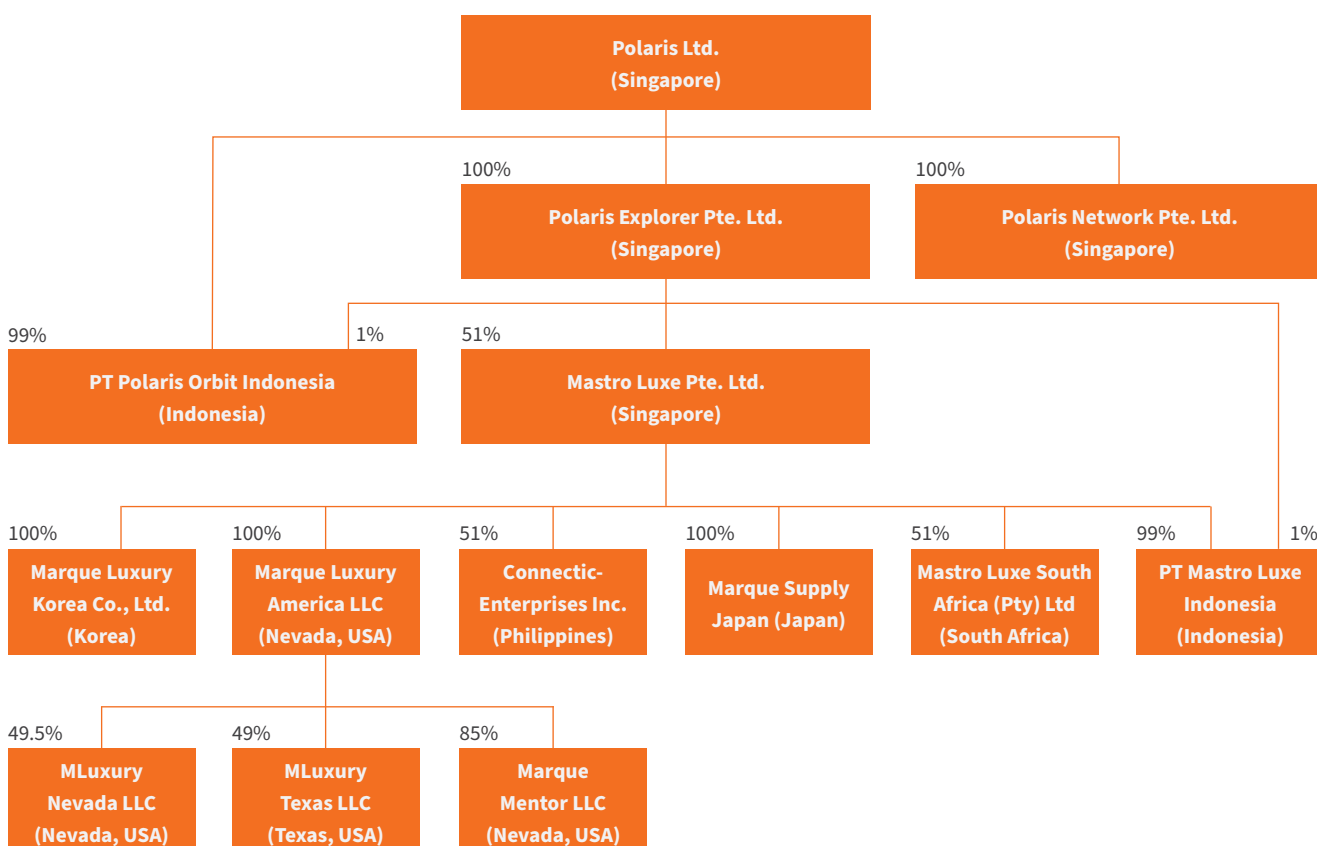 Polaris Ltd.
(Singapore)
100%
100%
Polaris Explorer Pte. Ltd.
(Singapore)
Polaris Network Pte. Ltd.
(Singapore)
99%
1%
51%
PT Polaris Orbit Indonesia
(Indonesia)
Mastro Luxe Pte. Ltd.
(Singapore)
100%
100%
51%
100%
51%
99%
1%
Marque Luxury
Korea Co., Ltd.
(Korea)
Marque Luxury
America LLC
(Nevada, USA)
Connectic-
Enterprises Inc.
(Philippines)
Marque Supply
Japan (Japan)
Mastro Luxe South
Africa (Pty) Ltd
(South Africa)
PT Mastro Luxe
Indonesia
(Indonesia)
49.5%
49%
85%
MLuxury
Nevada LLC
(Nevada, USA)
MLuxury
Texas LLC
(Texas, USA)
Marque
Mentor LLC
(Nevada, USA)